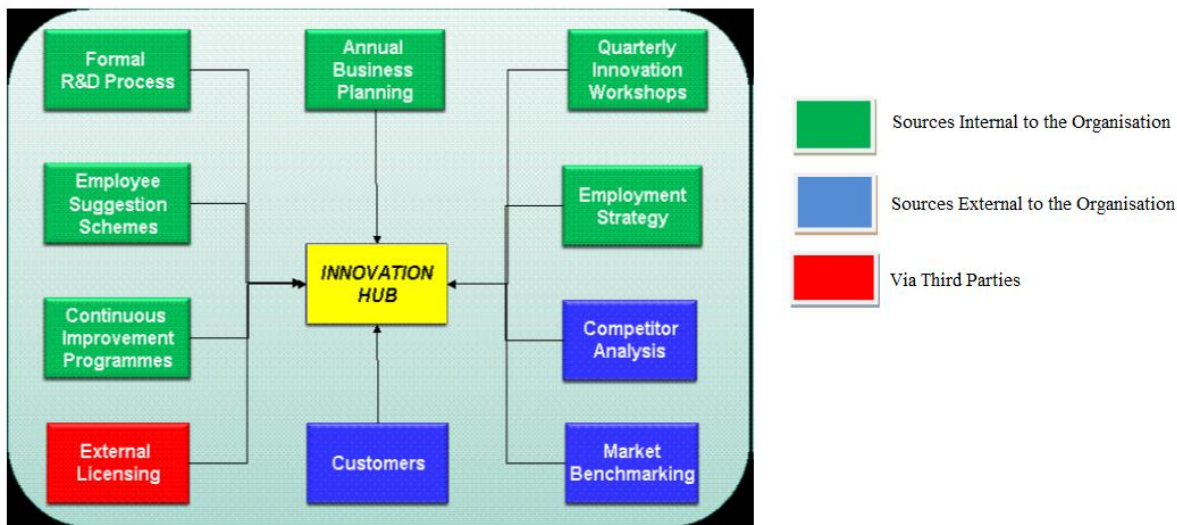 Formal
R&D Process
Annual
Business
Planning
Quarterly
Innovation
Workshops
Employee
Suggestion
Schemes
Employment
Strategy
INNOVATION
HUB
Continuous
Improvement
Programmes
Competitor
Analysis
External
Licensing
Customers
Market
Benchmarking
Sources Internal to the Organisation
Sources External to the Organisation
Via Third Parties